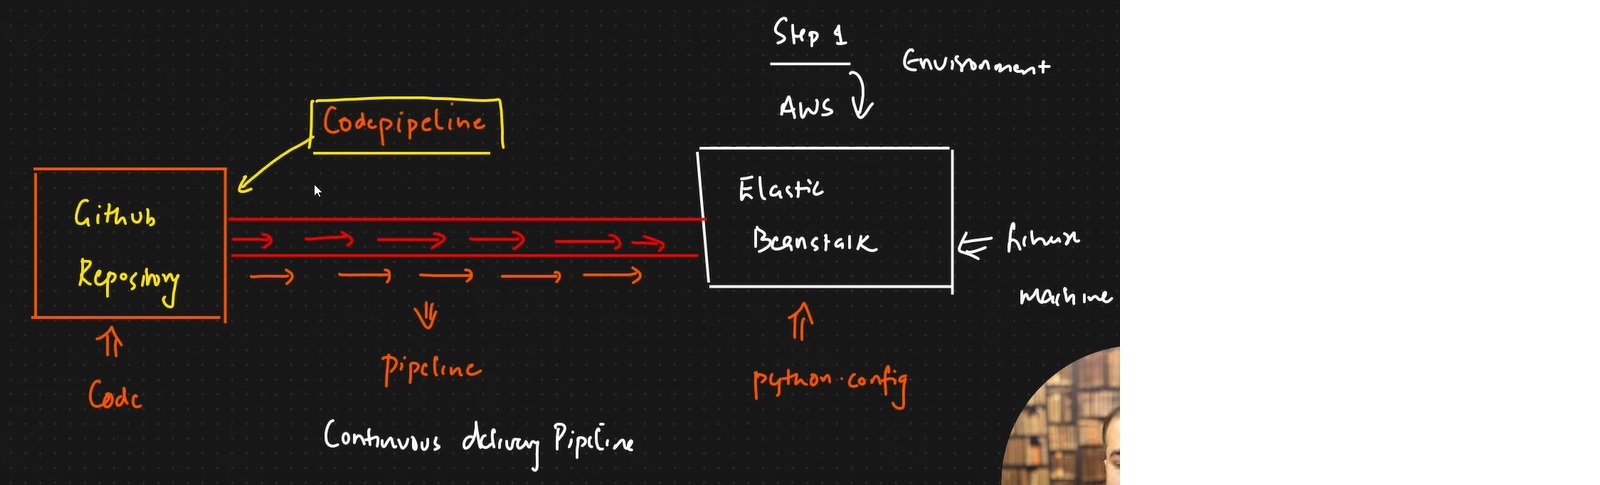 Step 1
Environment
AWS
Codepipeline
Github
Repository
Elastic
Beanstalk
Linux
machine
Code
Pipeline
python.config
Continuous delivery Pipeline